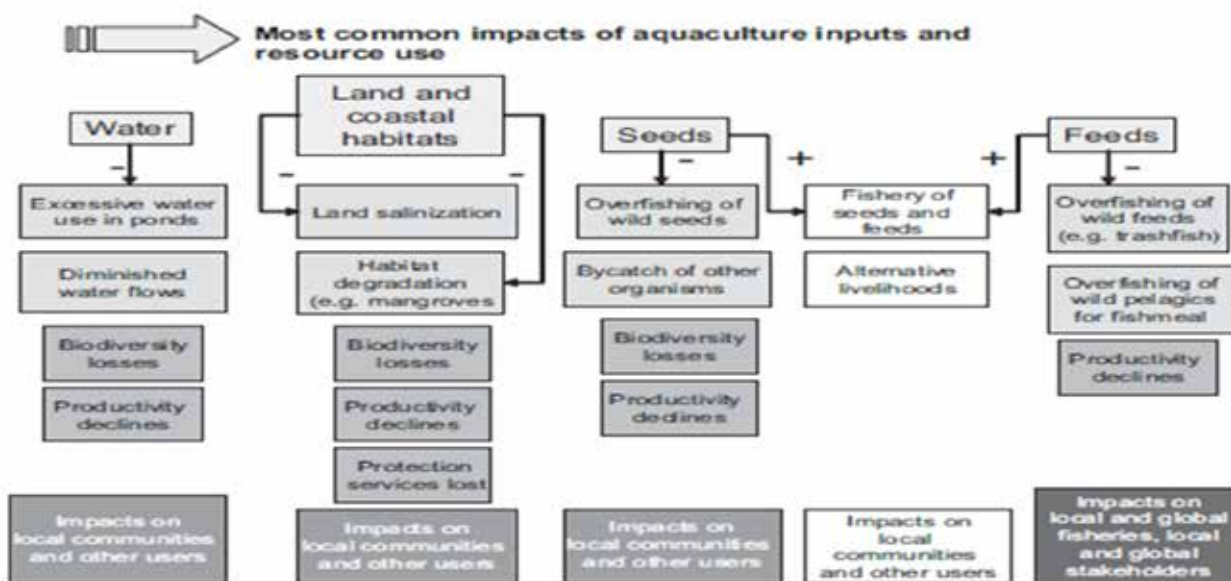 Most common impacts of aquaculture inputs and
resource use
Water
Excessive water
use in ponds
Diminished
water flows
Biodiversity
losses
Productivity
declines
Impacts on
local communities
and other users
Land and
coastal
habitats
-
-
-
Land salinization
Habitat
degradation
(e.g. mangroves
Biodiversity
losses
Productivity
declines
Protection
services lost
Impacts on
local communities
and other users
Seeds
-
+
Overfishing of
wild seeds
Bycatch of other
organisms
Biodiversity
losses
Productivity
declines
Impacts on
local communities
and other users
Fishery of
seeds and
feeds
Alternative
livelihoods
Impacts on
local
communities
and other users
Feeds
+
-
Overfishing of
wild feeds
(e.g. trashfish)
Overfishing of
wild pelagics
for fishmeal
Productivity
declines
Impacts on
local and global
fisheries, local
and global
stakeholders